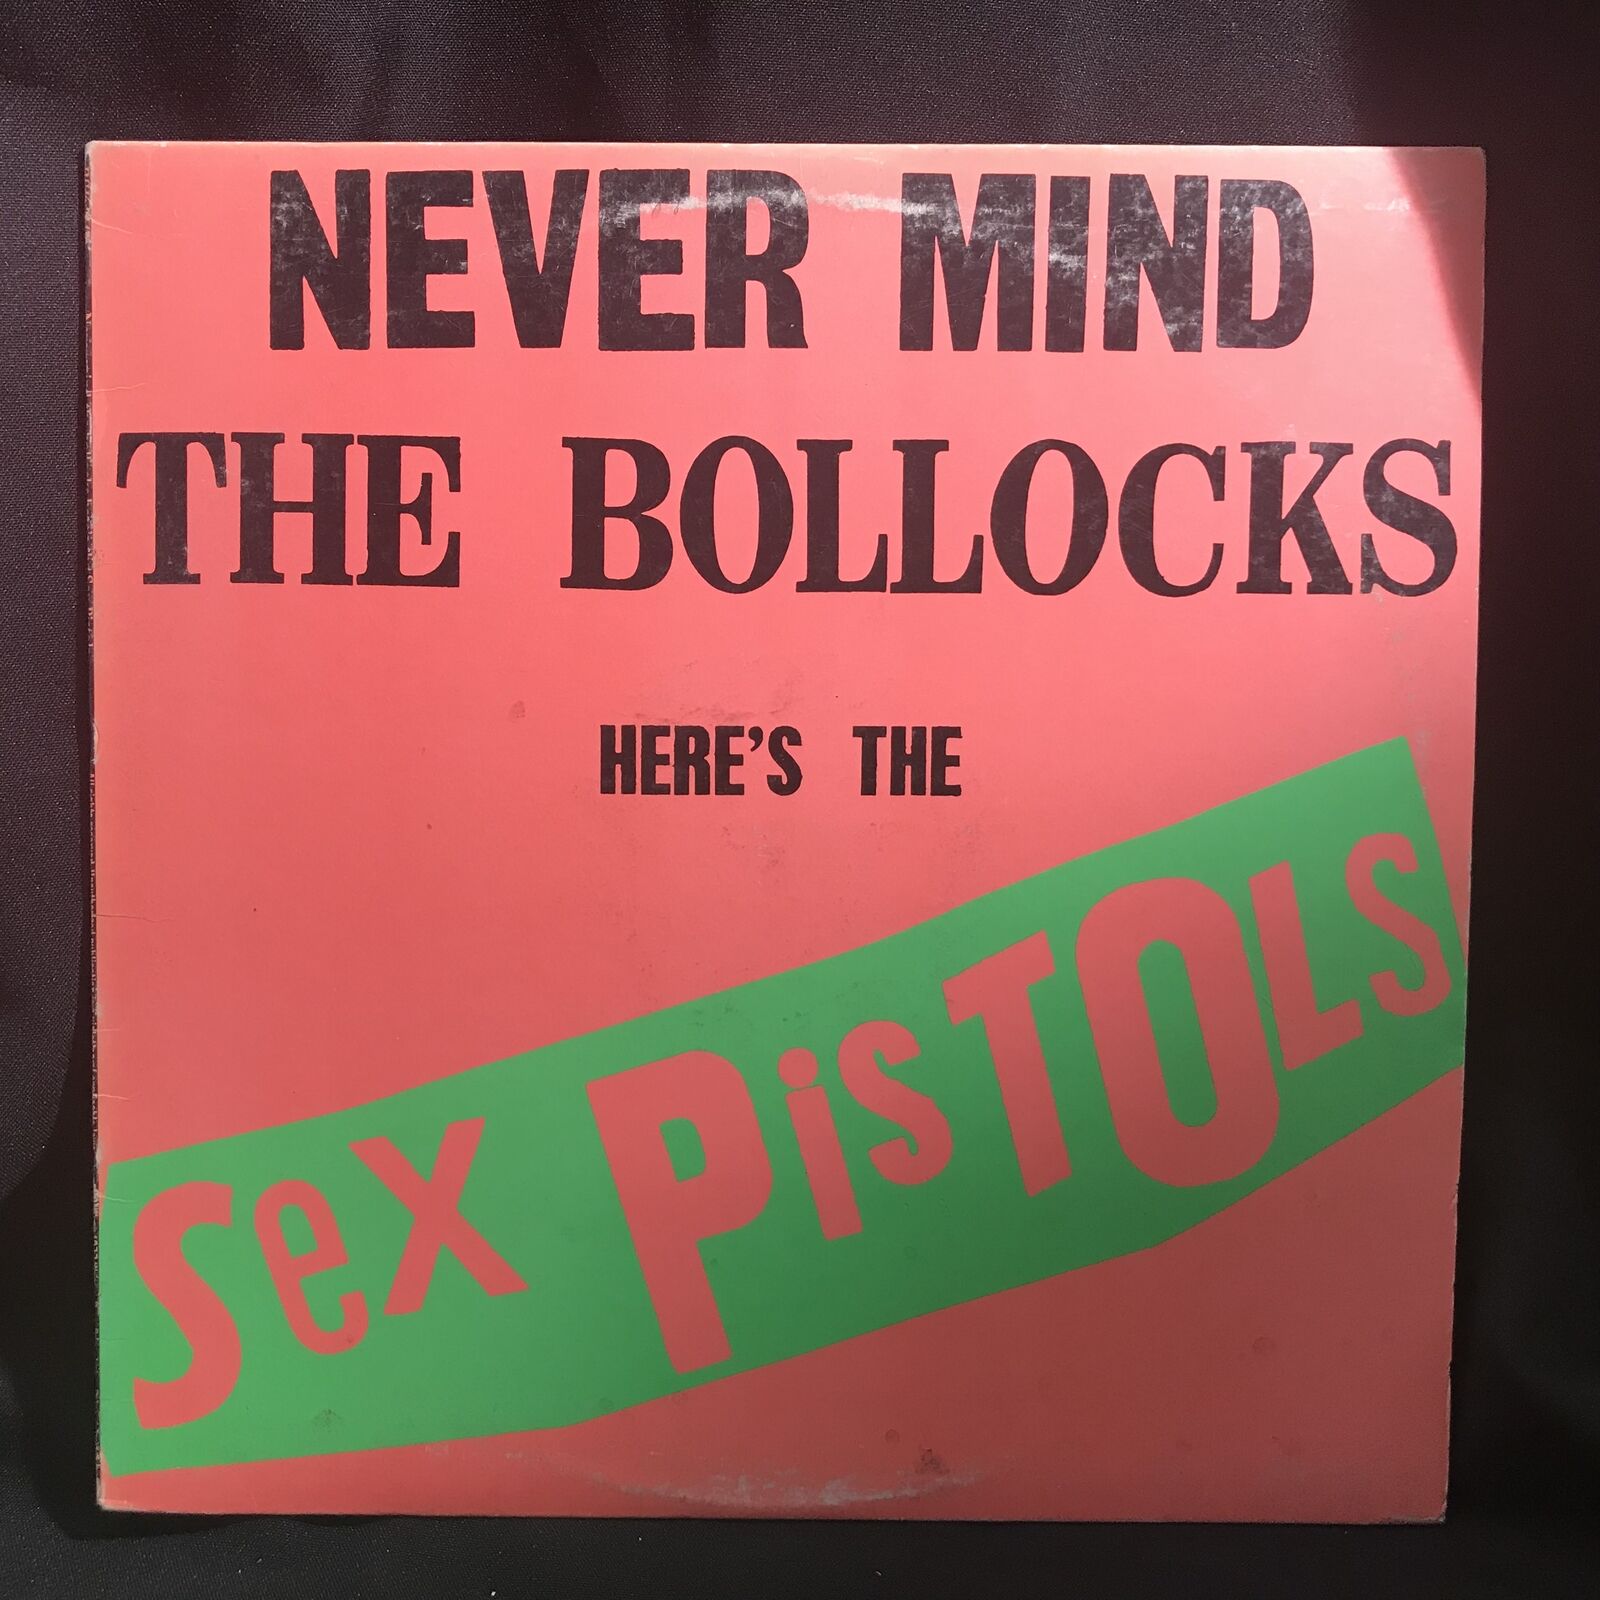 NEVER MIND
THE BOLLOCKS
HERE'S THE
Sex PiSTOLS